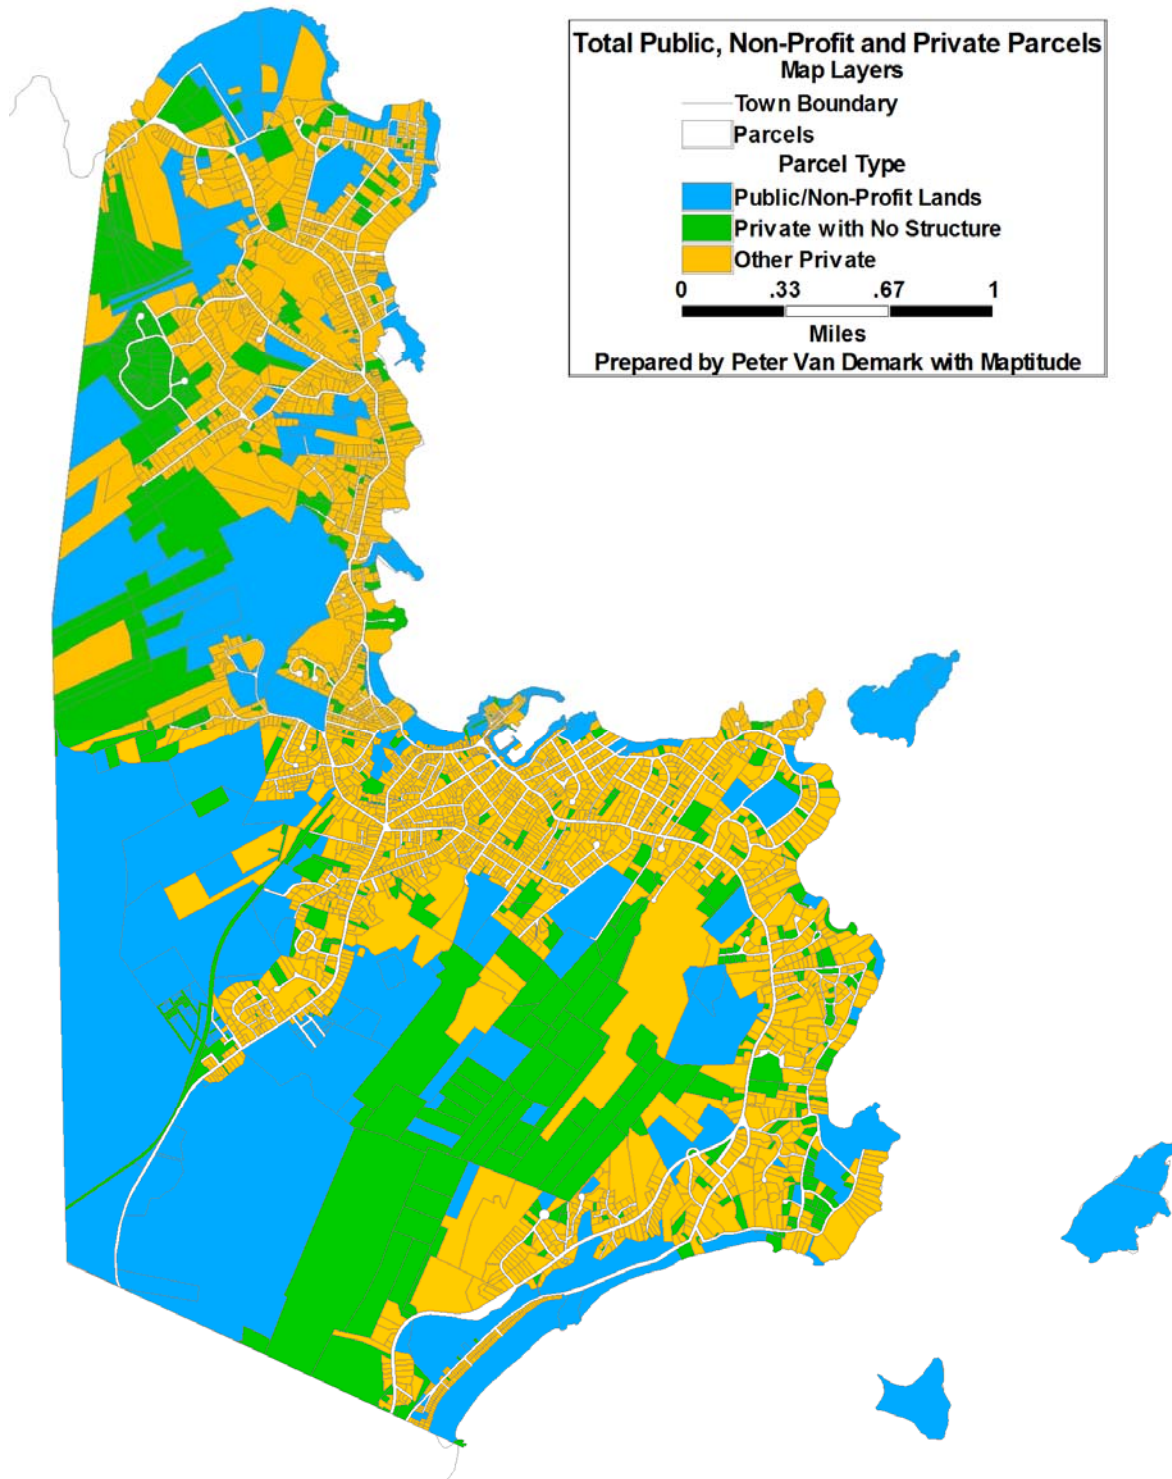 Total Public, Non-Profit and Private Parcels
Map Layers
Town Boundary
Parcels
Parcel Type
Public/Non-Profit Lands
Private with No Structure
Other Private
0 .33 .67 1
Miles
Prepared by Peter Van Demark with Maptitude